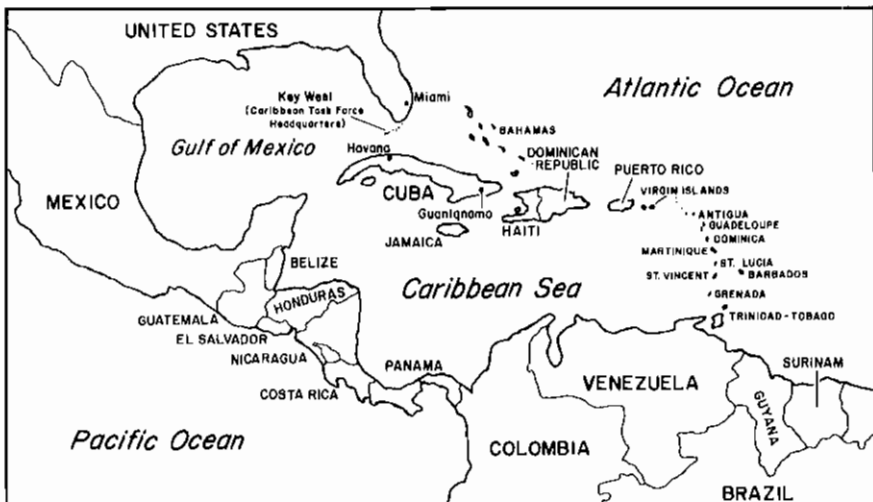 UNITED STATES
Atlantic Ocean
Key West
(Caribbean Task Force
Headquarters)
Miami
Gulf of Mexico
Havana
BAHAMAS
DOMINICAN
REPUBLIC
PUERTO RICO
VIRGIN ISLANDS
MEXICO
CUBA
Guantqnamo
HAITI
JAMAICA
ANTIGUA
GUADELOUPE
DOMINICA
MARTINIQUE
ST. LUCIA
ST. VINCENT
BARBADOS
BELIZE
Caribbean Sea
HONDURAS
GRENADA
GUATEMALA
TRINIDAD-TOBAGO
EL SALVADOR
NICARAGUA
PANAMA
SURINAM
COSTA RICA
VENEZUELA
GUYANA
Pacific Ocean
COLOMBIA
BRAZIL